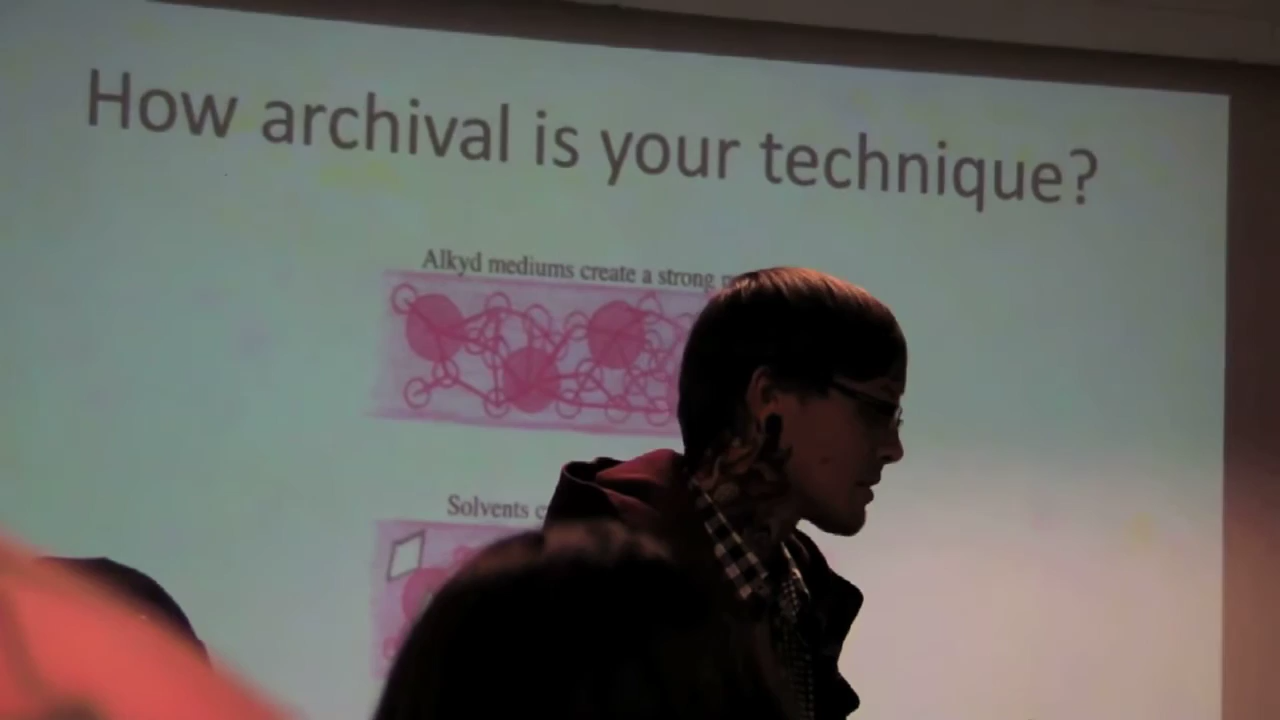 How archival is your technique?
Alkyd mediums create a strong
Solvents